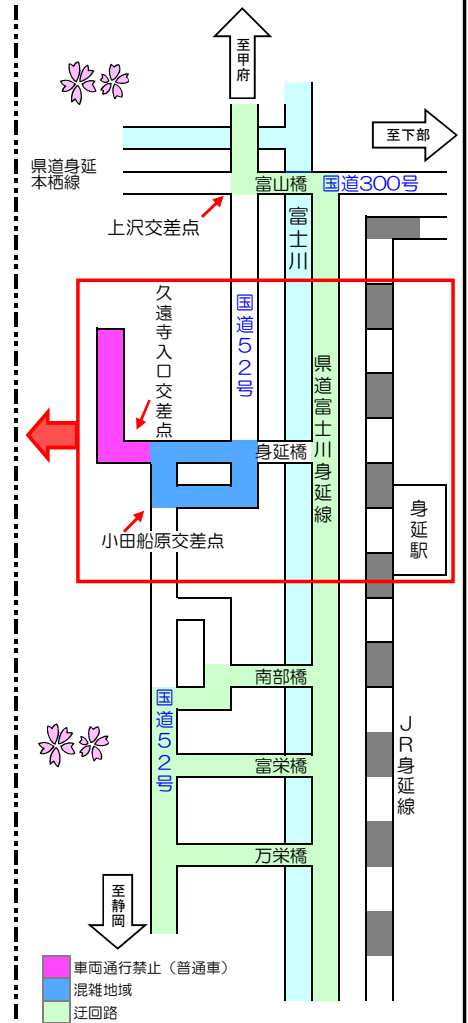 至甲府
至下部
県道身延
本栖線
富山橋
国道300号
上沢交差点
富士川
久遠寺入口交差点
国道52号
県道富士川身延線
身延橋
身延駅
小田船原交差点
南部橋
国道52号
JR身延線
富栄橋
万栄橋
至静岡
車両通行禁止（普通車）
混雑地域
迂回路